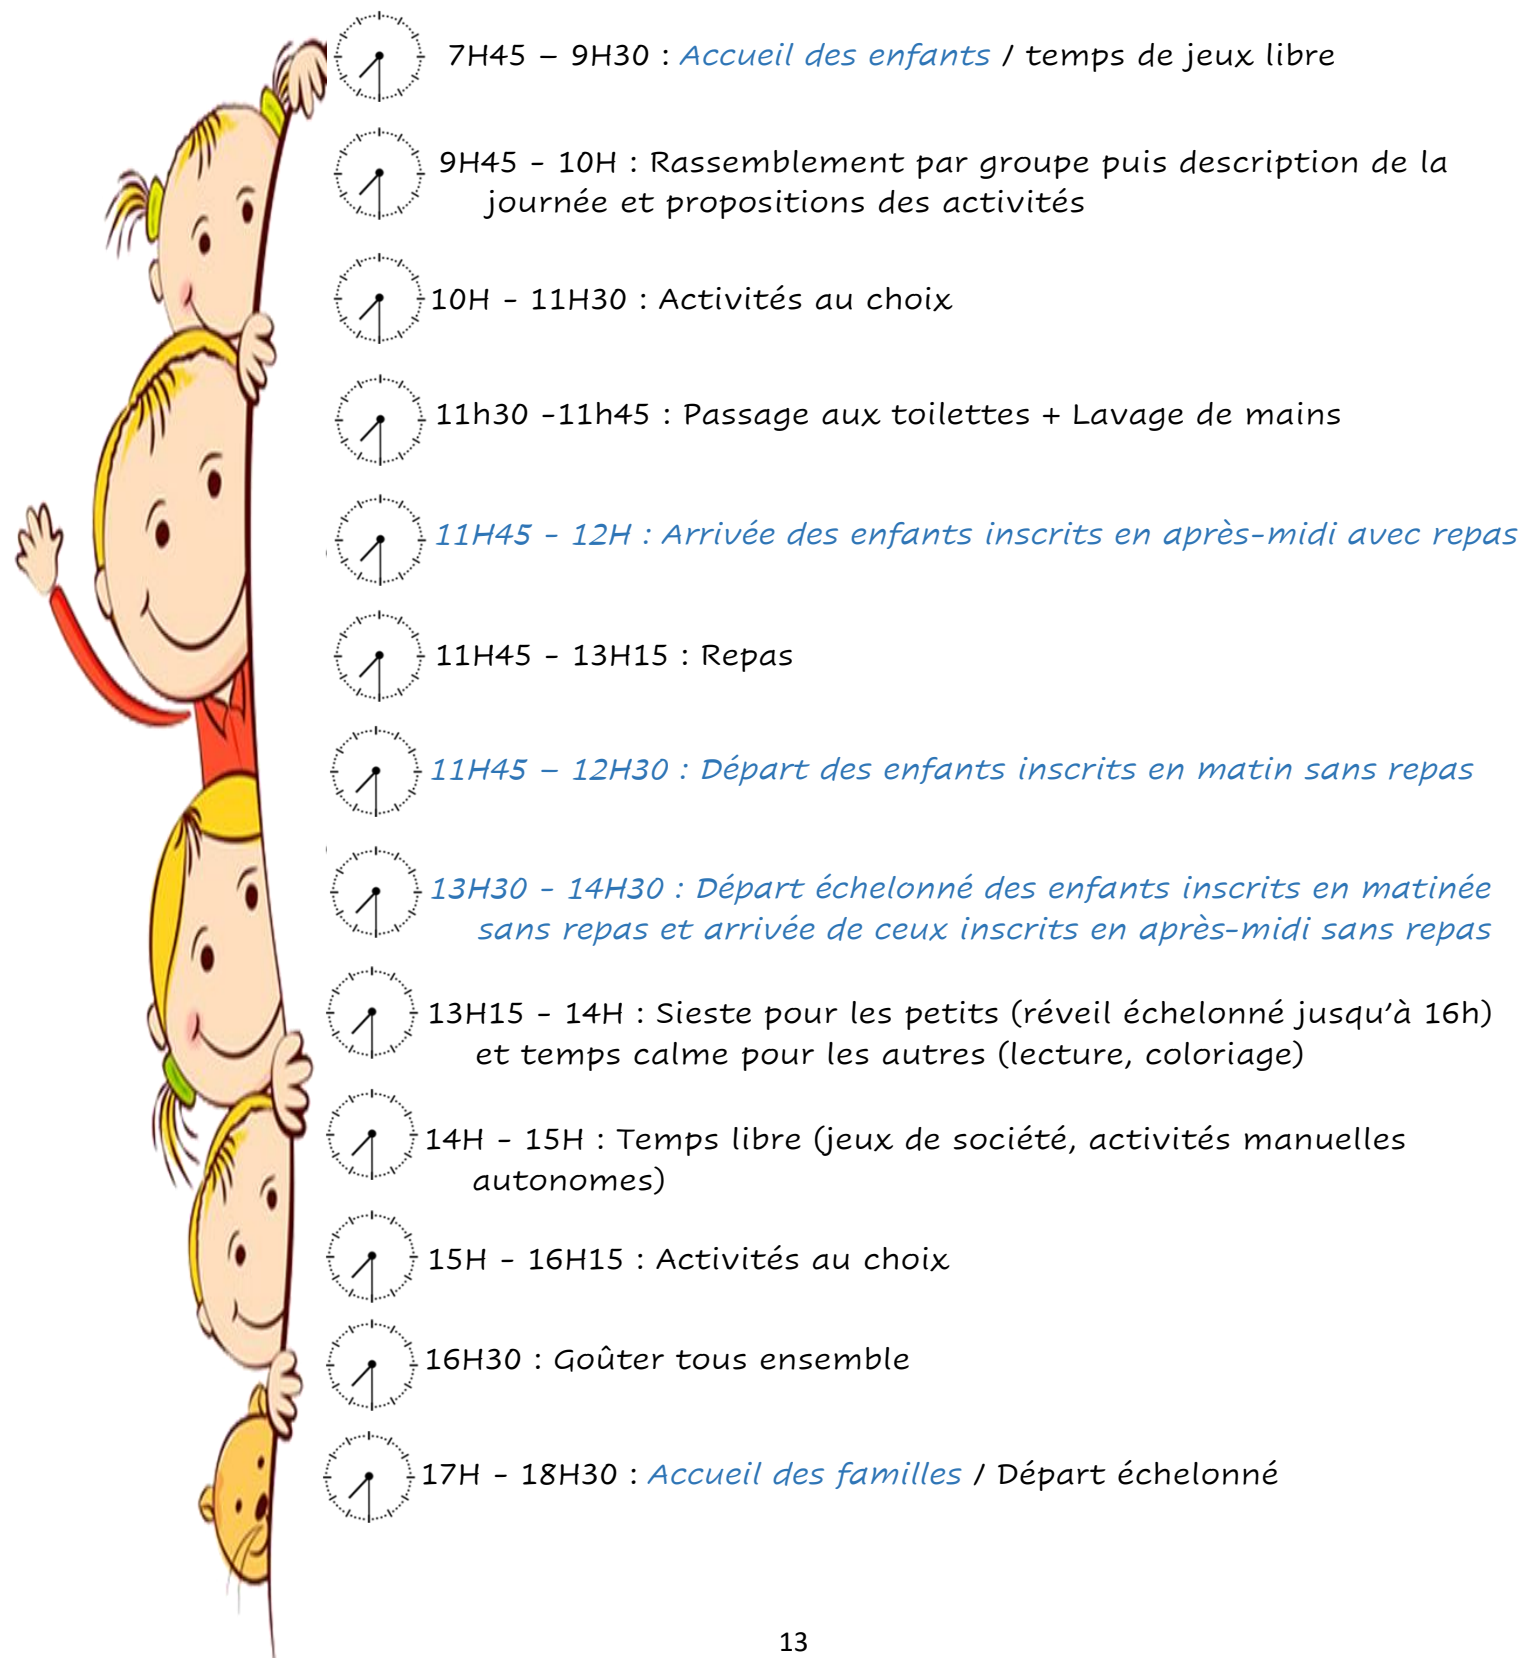 7H45 – 9H30 : Accueil des enfants / temps de jeux libre
9H45 - 10H : Rassemblement par groupe puis description de la
journée et propositions des activités
10H - 11H30 : Activités au choix
11h30 -11h45 : Passage aux toilettes + Lavage de mains
11H45 - 12H : Arrivée des enfants inscrits en après-midi avec repas
11H45 - 13H15 : Repas
11H45 – 12H30 : Départ des enfants inscrits en matin sans repas
13H30 - 14H30 : Départ échelonné des enfants inscrits en matinée
sans repas et arrivée de ceux inscrits en après-midi sans repas
13H15 - 14H : Sieste pour les petits (réveil échelonné jusqu’à 16h)
et temps calme pour les autres (lecture, coloriage)
14H - 15H : Temps libre (jeux de société, activités manuelles
autonomes)
15H - 16H15 : Activités au choix
16H30 : Goûter tous ensemble
17H - 18H30 : Accueil des familles / Départ échelonné
13